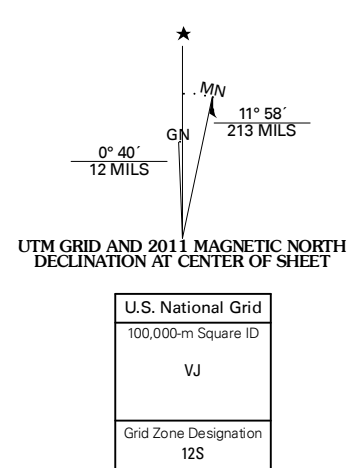 MN
GN
11° 58´
213 MILS
0° 40´
12 MILS
UTM GRID AND 2011 MAGNETIC NORTH
DECLINATION AT CENTER OF SHEET
U.S. National Grid
100,000-m Square ID
VJ
Grid Zone Designation
12S